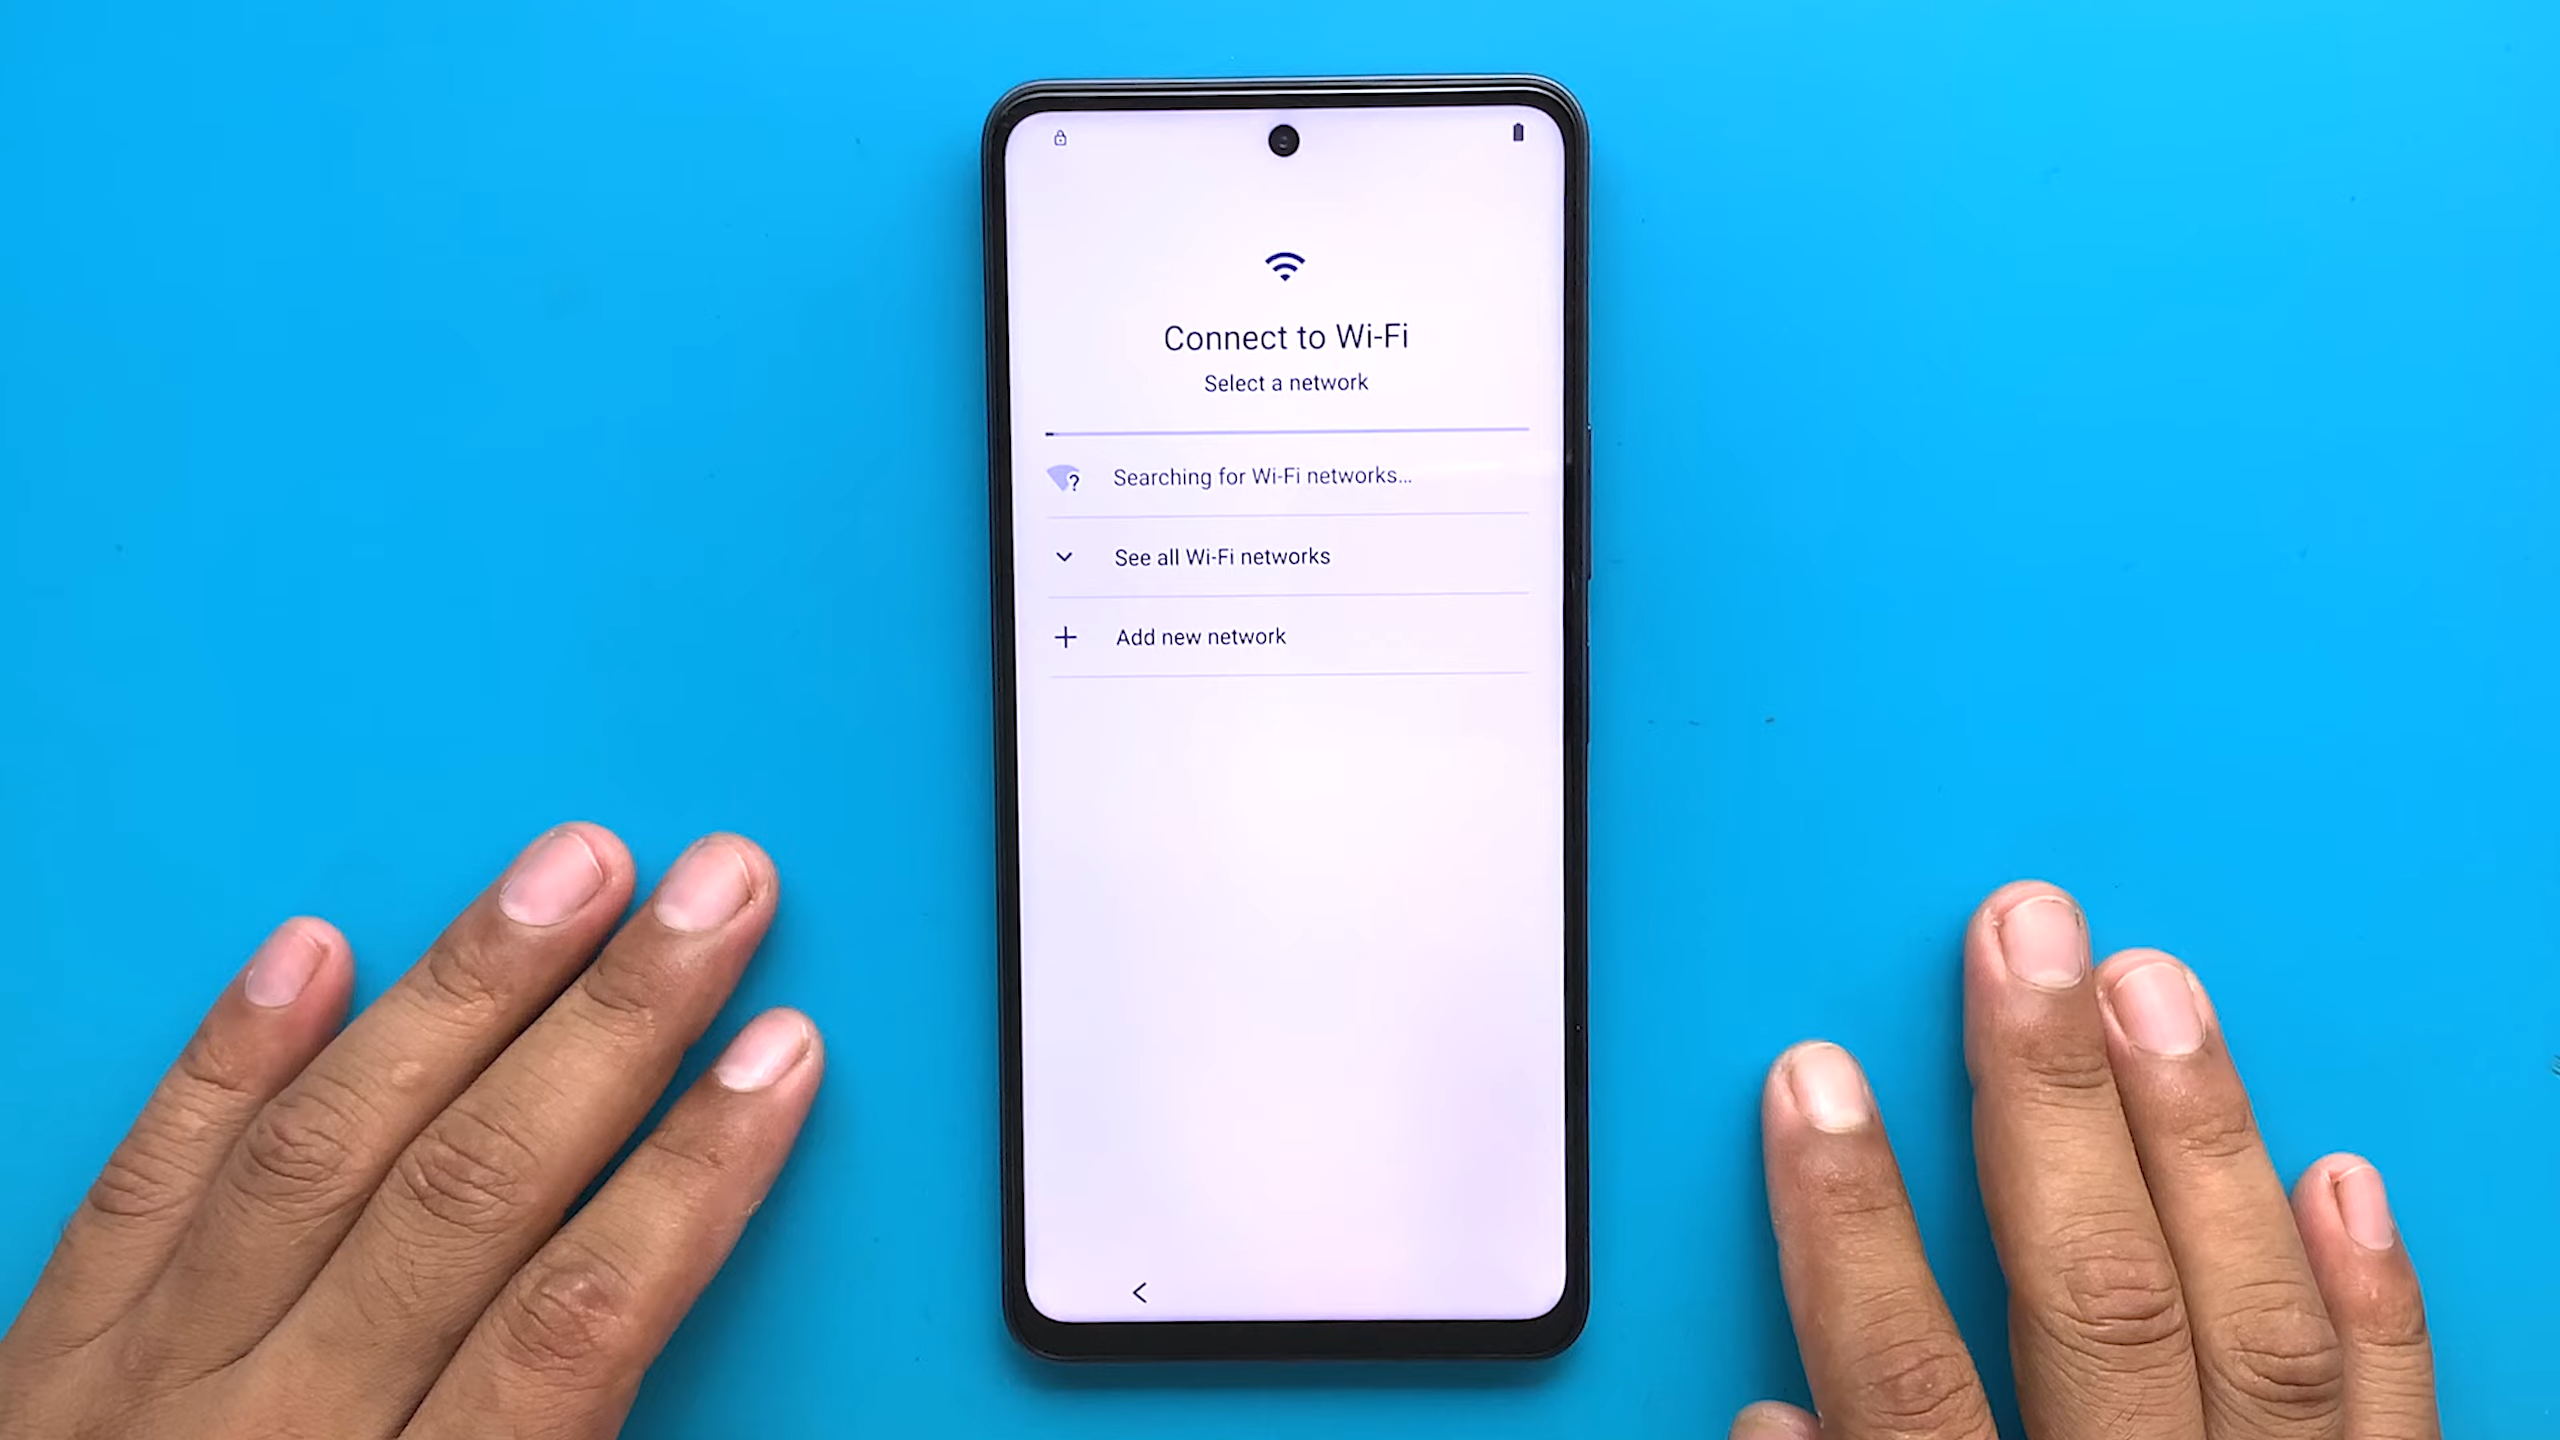 Connect to Wi-Fi
Select a network
Searching for Wi-Fi networks...
See all Wi-Fi networks
Add new network